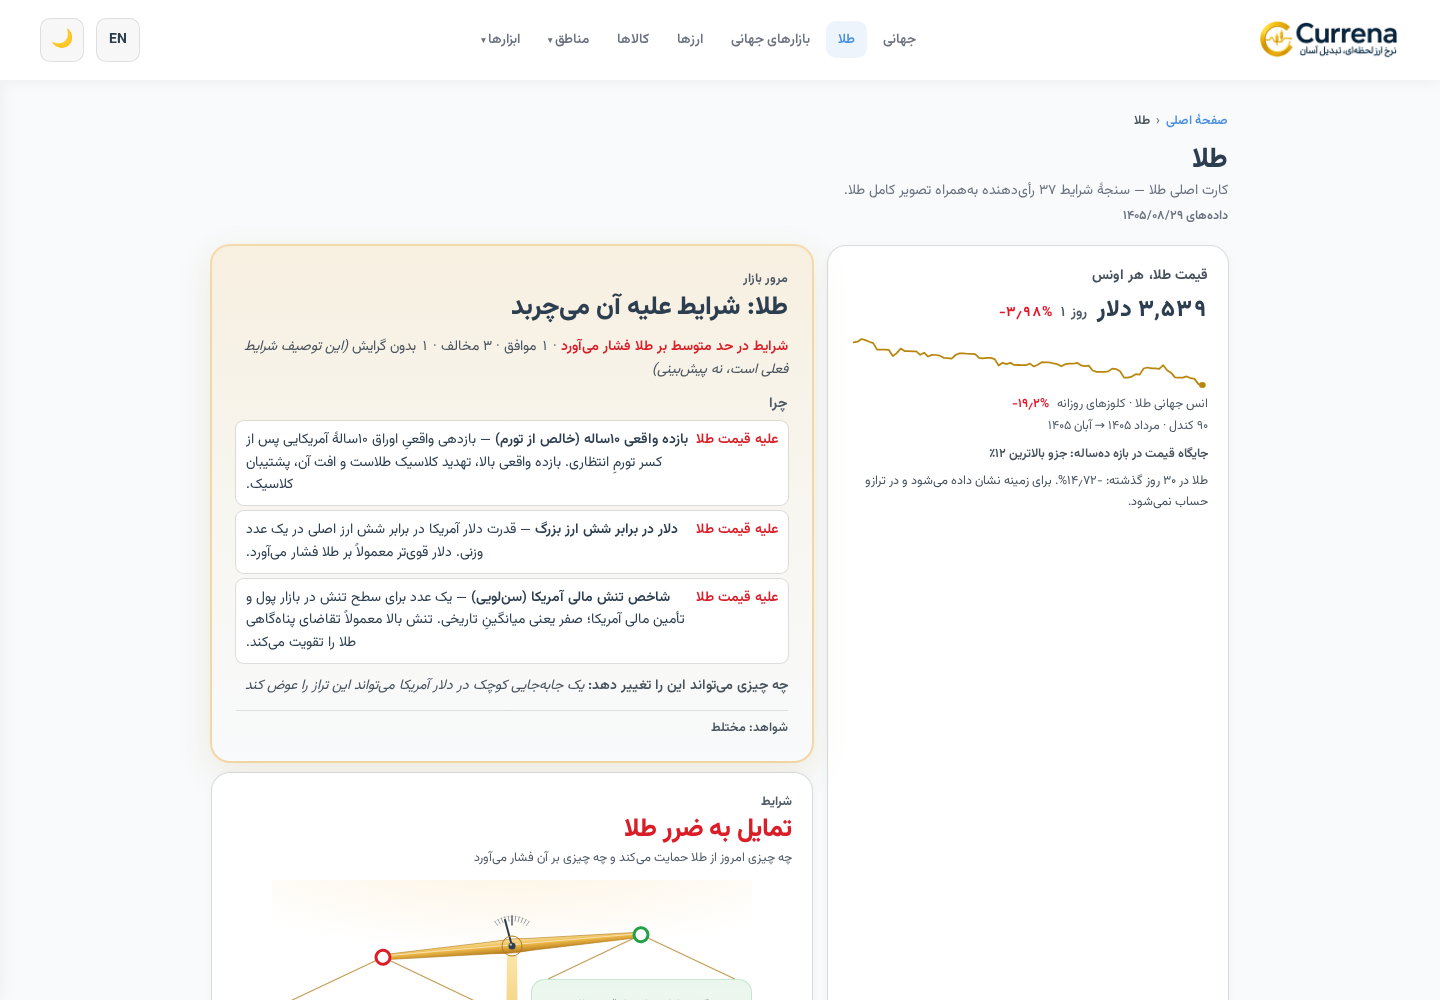 Currena
نرخ ارز لحظه‌ای، تبدیل آسان
جهانی
طلا
بازارهای جهانی
ارزها
کالاها
مناطق ▾
ابزارها ▾
EN
صفحهٔ اصلی › طلا
طلا
کارت اصلی طلا — سنجهٔ شرایط ۳۷ رأی‌دهنده به‌همراه تصویر کامل طلا.
داده‌های ۱۴۰۵/۰۸/۲۹
قیمت طلا، هر اونس
۳,۵۳۹ دلار ۱ روز -۳٫۹۸%
انس جهانی طلا · کلوزهای روزانه -۱۹٫۲%
۹۰ کندل · مرداد ۱۴۰۵ → آبان ۱۴۰۵
جایگاه قیمت در بازه ده‌ساله: جزو بالاترین ۱۲٪
طلا در ۳۰ روز گذشته: -۱۴٫۷۲%. برای زمینه نشان داده می‌شود و در ترازو
حساب نمی‌شود.
مرور بازار
طلا: شرایط علیه آن می‌چربد
شرایط در حد متوسط بر طلا فشار می‌آورد · ۱ موافق · ۳ مخالف · ۱ بدون گرایش (این توصیف شرایط
فعلی است، نه پیش‌بینی)
چرا
علیه قیمت طلا بازده واقعی ۱۰ساله (خالص از تورم) — بازدهی واقعیِ اوراق ۱۰سالهٔ آمریکایی پس از
کسر تورمِ انتظاری. بازده واقعی بالا، تهدید کلاسیک طلاست و افت آن، پشتیبان
کلاسیک.
علیه قیمت طلا دلار در برابر شش ارز بزرگ — قدرت دلار آمریکا در برابر شش ارز اصلی در یک عدد
وزنی. دلار قوی‌تر معمولاً بر طلا فشار می‌آورد.
علیه قیمت طلا شاخص تنش مالی آمریکا (سن‌لویی) — یک عدد برای سطح تنش در بازار پول و
تأمین مالی آمریکا؛ صفر یعنی میانگینِ تاریخی. تنش بالا معمولاً تقاضای پناه‌گاهی
طلا را تقویت می‌کند.
چه چیزی می‌تواند این را تغییر دهد: یک جابه‌جایی کوچک در دلار آمریکا می‌تواند این تراز را عوض کند
شواهد: مختلط
شرایط
تمایل به ضرر طلا
چه چیزی امروز از طلا حمایت می‌کند و چه چیزی بر آن فشار می‌آورد